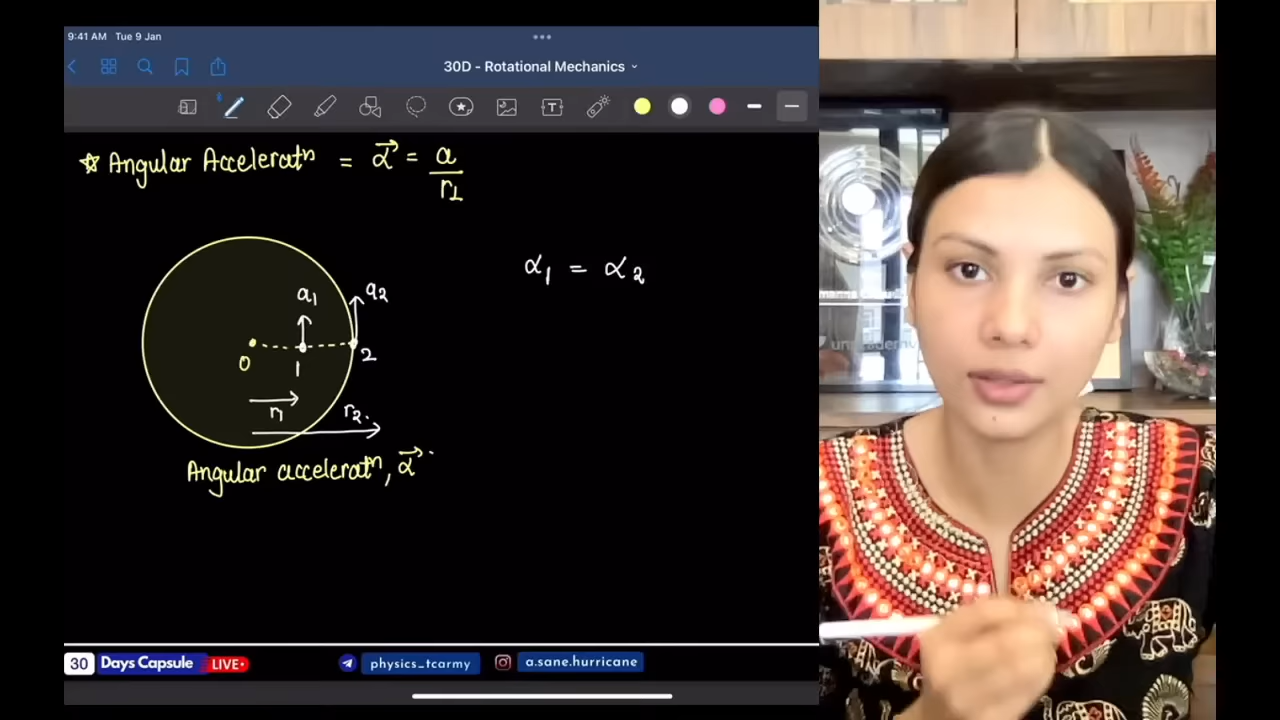 9:41 AM Tue 9 Jan
30D - Rotational Mechanics
T
☆ Angular Acceleratⁿ = α⃗ = a/r⊥
α₁ = α₂
a₁ a₂
O 1 2
r₁ r₂
Angular acceleratⁿ, α⃗
30 Days Capsule LIVE
physics_tcarmy a.sane.hurricane